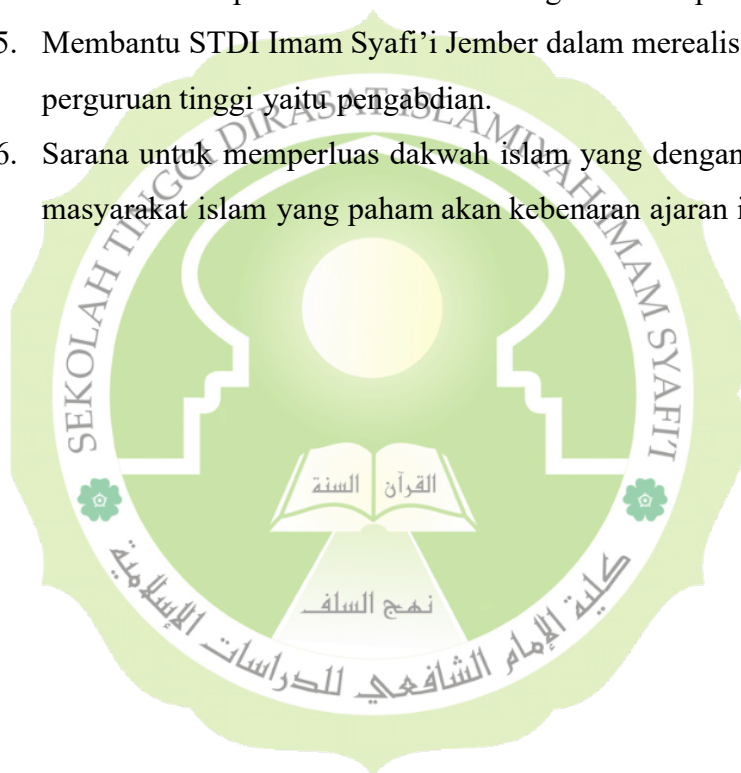 5. Membantu STDI Imam Syafi’i Jember dalam merealis
perguruan tinggi yaitu pengabdian.
6. Sarana untuk memperluas dakwah islam yang dengan
masyarakat islam yang paham akan kebenaran ajaran i
SEKOLAH TINGGI DIRASAT ISLAMIYAH IMAM SYAFI'I
القرآن السنة
نهج السلف
كلية الإمام الشافعي للدراسات الإسلامية